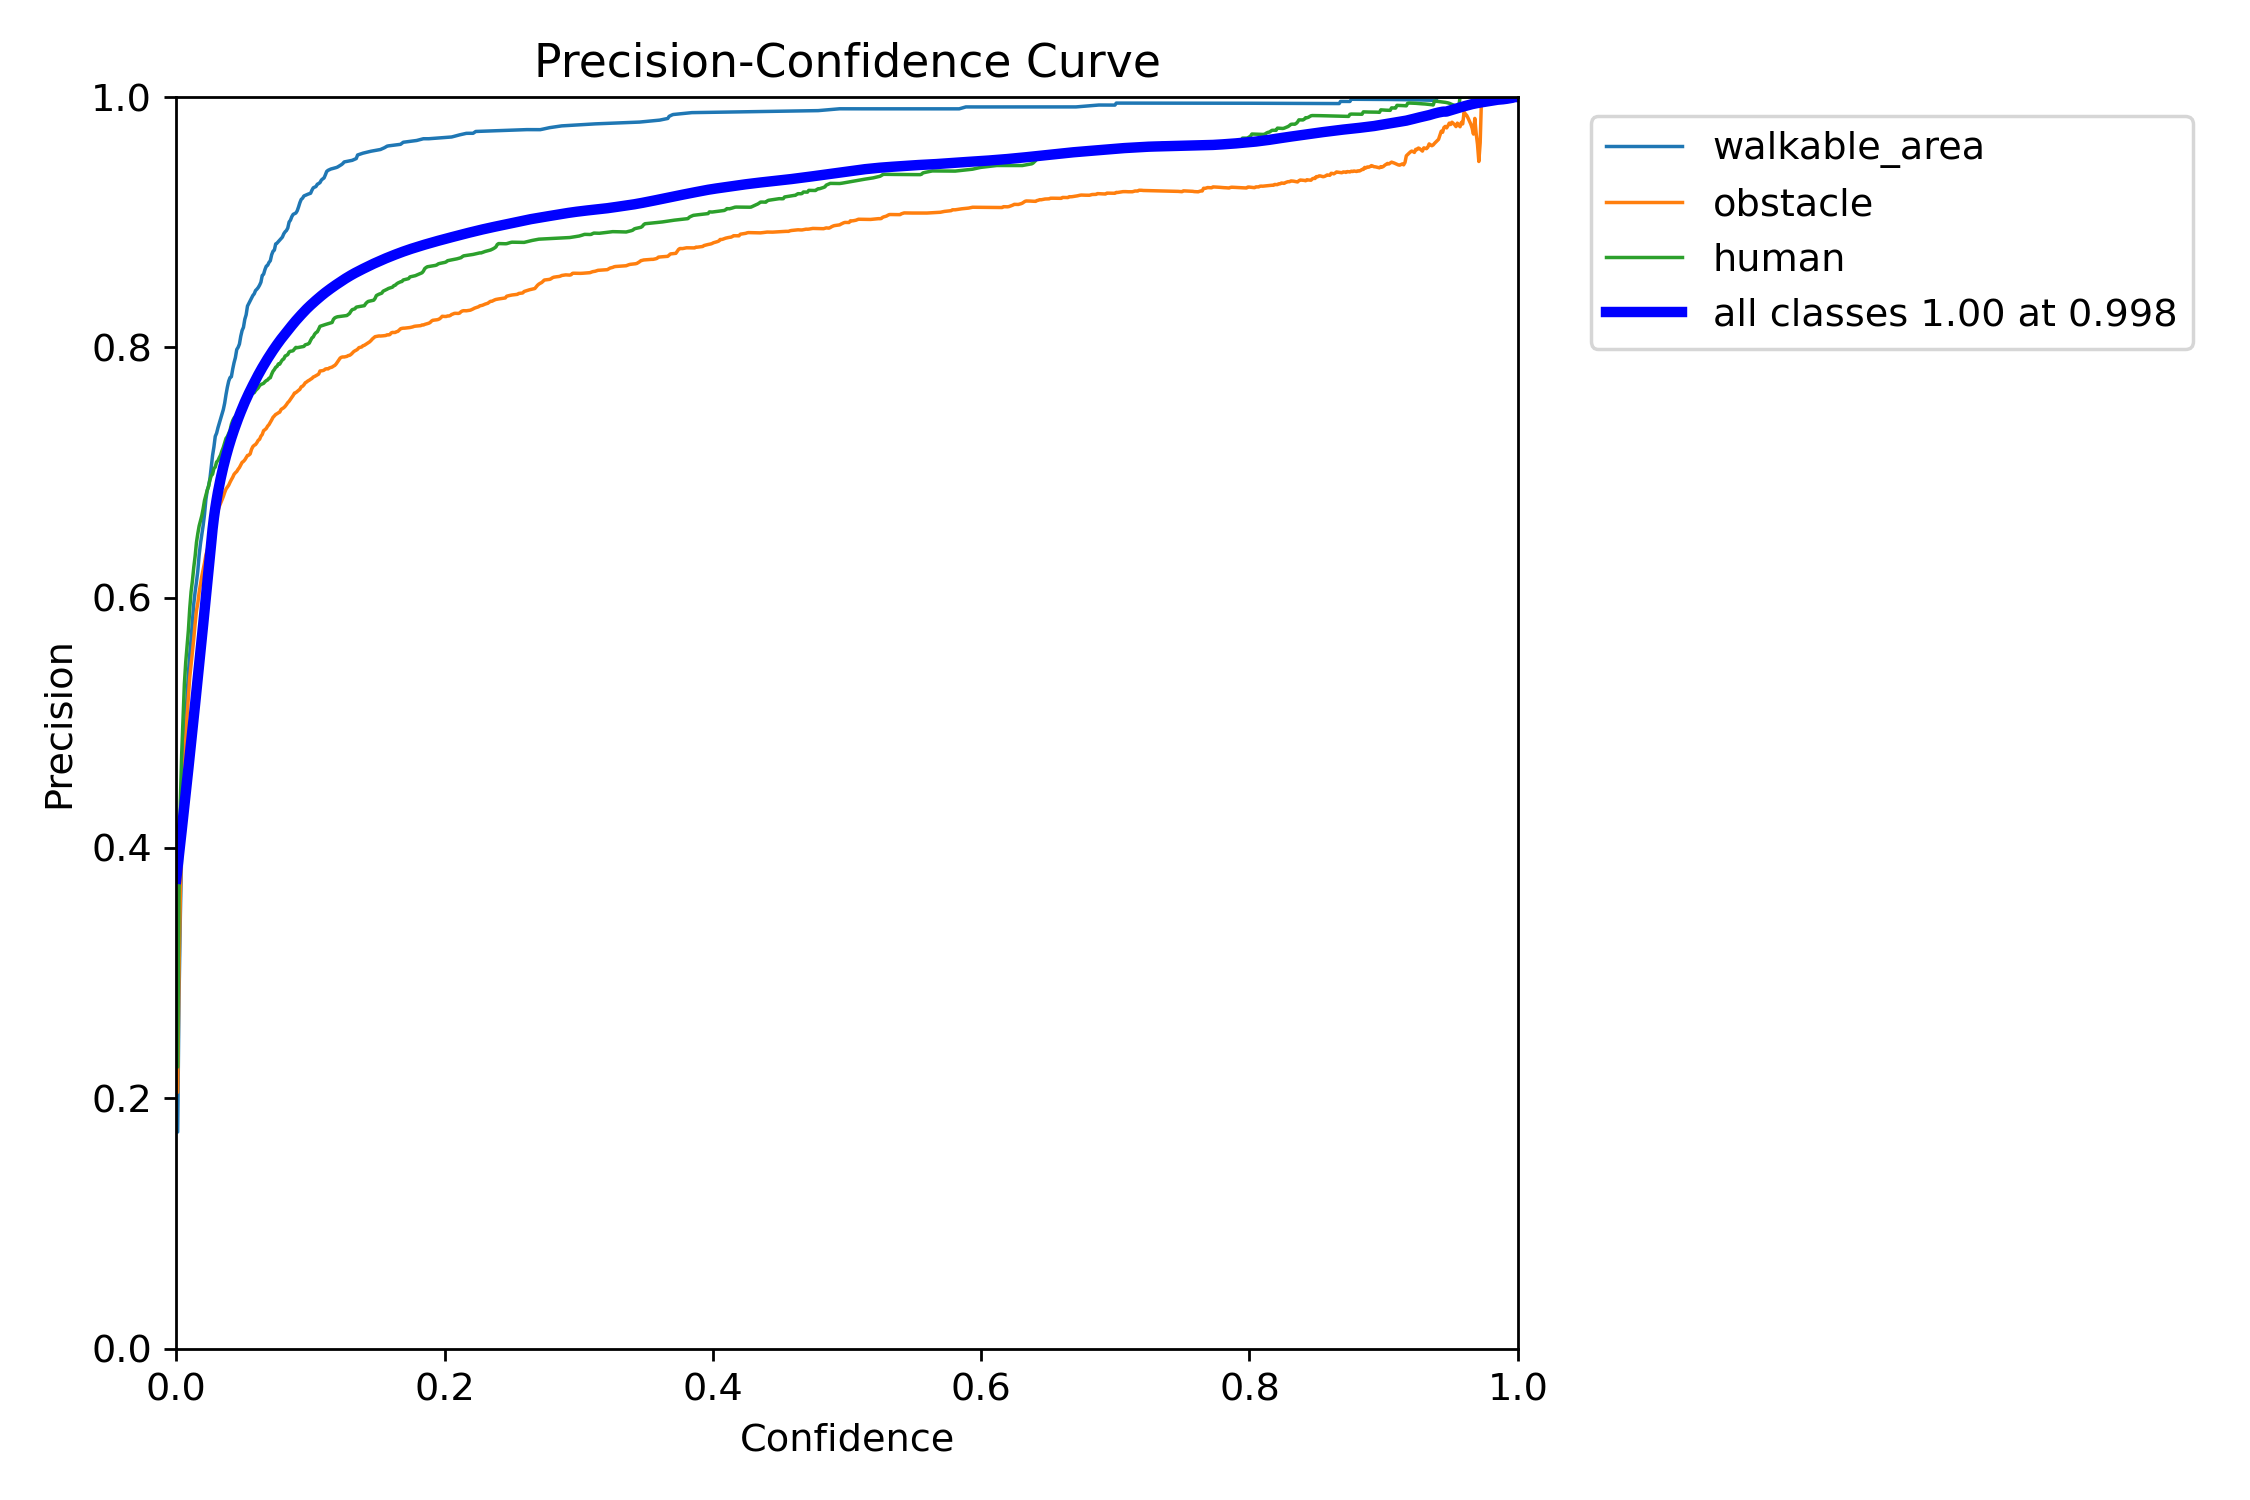 Precision-Confidence Curve
1.0
0.8
0.6
0.4
0.2
0.0
Precision
0.0 0.2 0.4 0.6 0.8 1.0
Confidence
walkable_area
obstacle
human
all classes 1.00 at 0.998